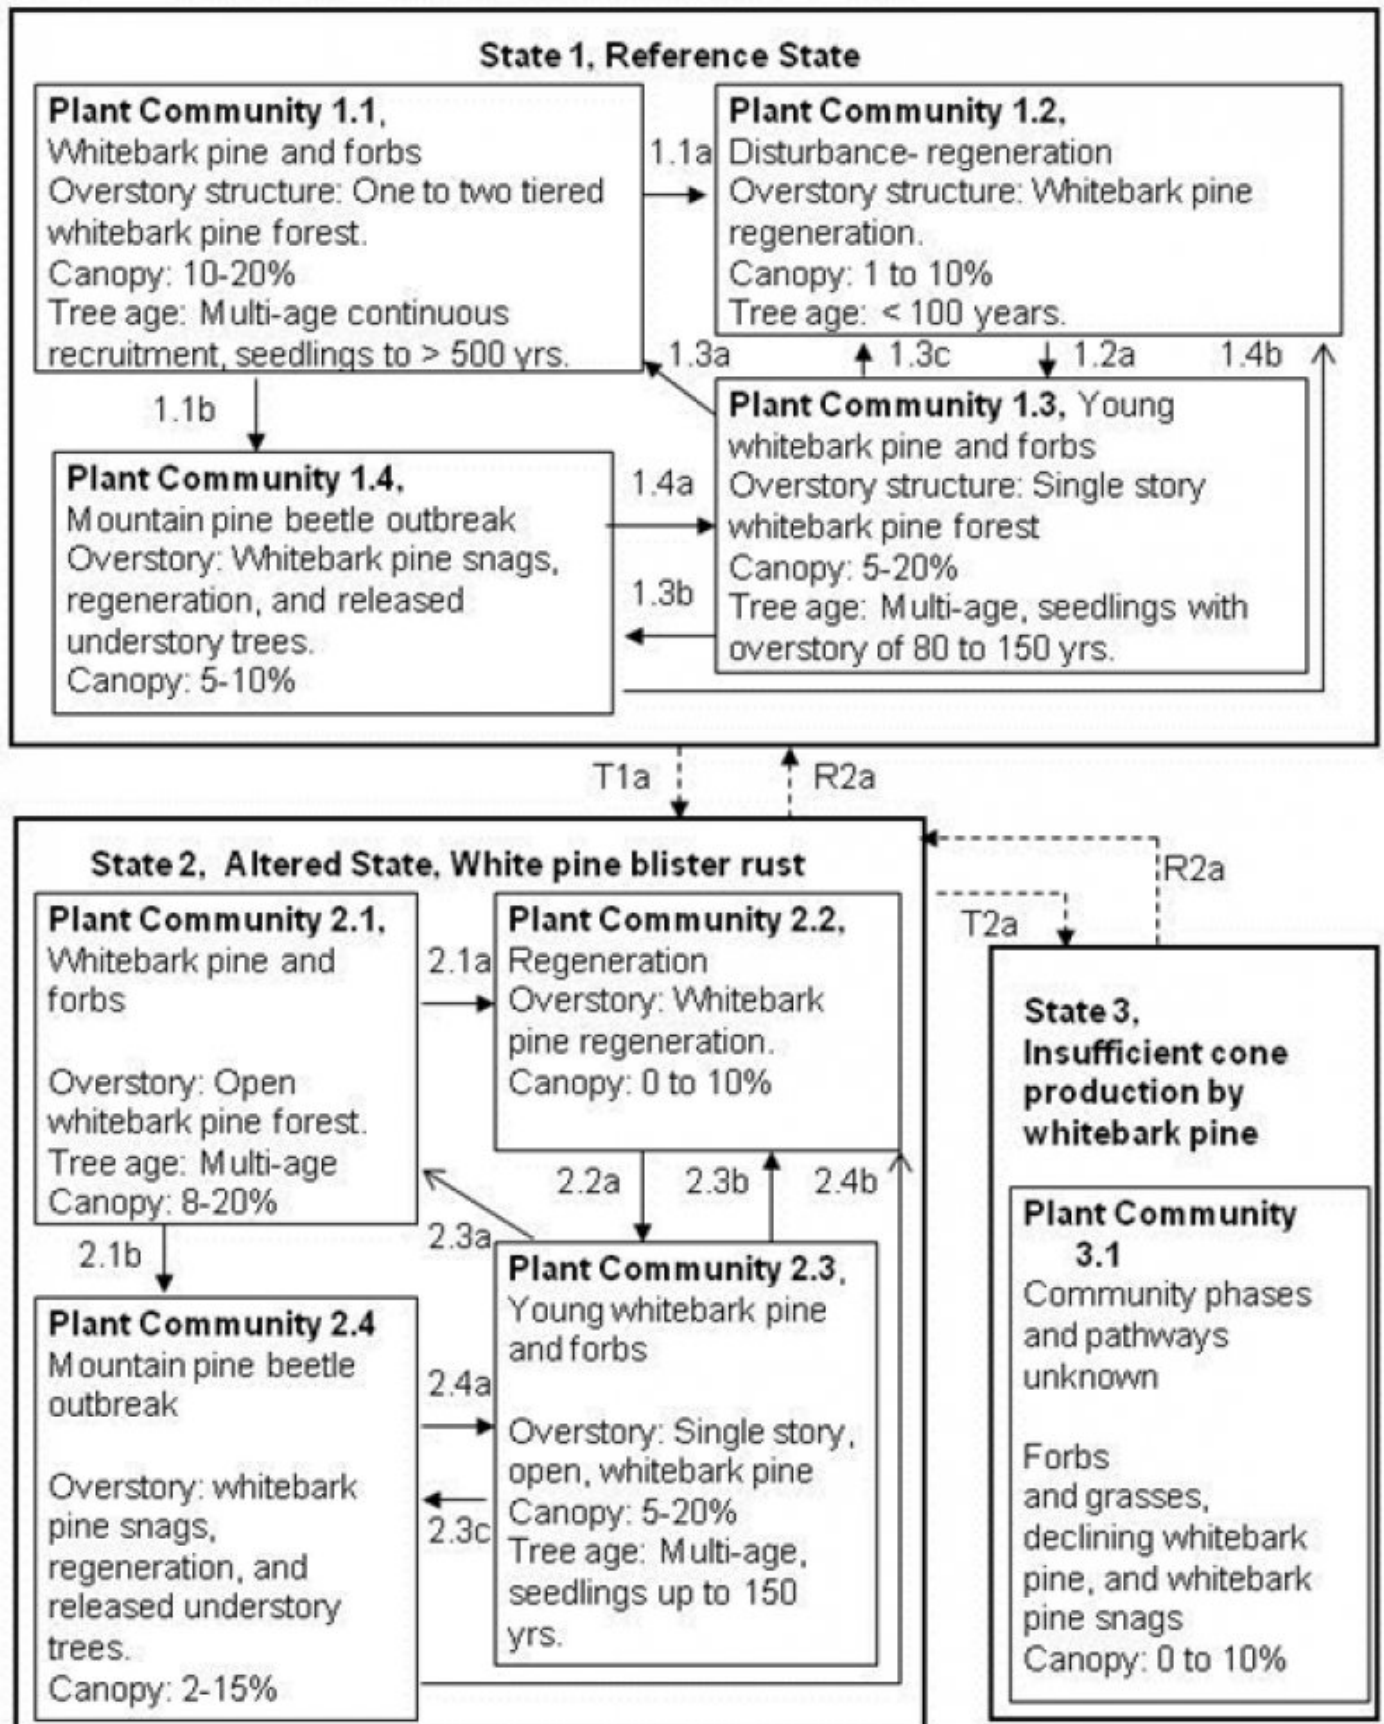 State 1, Reference State
Plant Community 1.1,
Whitebark pine and forbs
Overstory structure: One to two tiered
whitebark pine forest.
Canopy: 10-20%
Tree age: Multi-age continuous
recruitment, seedlings to > 500 yrs.
1.1a
Plant Community 1.2,
Disturbance- regeneration
Overstory structure: Whitebark pine
regeneration.
Canopy: 1 to 10%
Tree age: < 100 years.
1.3a
1.3c
1.2a
1.4b
1.1b
Plant Community 1.4,
Mountain pine beetle outbreak
Overstory: Whitebark pine snags,
regeneration, and released
understory trees.
Canopy: 5-10%
1.4a
1.3b
Plant Community 1.3, Young
whitebark pine and forbs
Overstory structure: Single story
whitebark pine forest
Canopy: 5-20%
Tree age: Multi-age, seedlings with
overstory of 80 to 150 yrs.
T1a
R2a
State 2, Altered State, White pine blister rust
Plant Community 2.1,
Whitebark pine and
forbs
Overstory: Open
whitebark pine forest.
Tree age: Multi-age
Canopy: 8-20%
2.1a
Plant Community 2.2,
Regeneration
Overstory: Whitebark
pine regeneration.
Canopy: 0 to 10%
2.2a
2.3b
2.4b
2.3a
2.1b
Plant Community 2.4
Mountain pine beetle
outbreak
Overstory: whitebark
pine snags,
regeneration, and
released understory
trees.
Canopy: 2-15%
2.4a
2.3c
Plant Community 2.3,
Young whitebark pine
and forbs
Overstory: Single story,
open, whitebark pine
Canopy: 5-20%
Tree age: Multi-age,
seedlings up to 150
yrs.
R2a
T2a
State 3,
Insufficient cone
production by
whitebark pine
Plant Community
3.1
Community phases
and pathways
unknown
Forbs
and grasses,
declining whitebark
pine, and whitebark
pine snags
Canopy: 0 to 10%